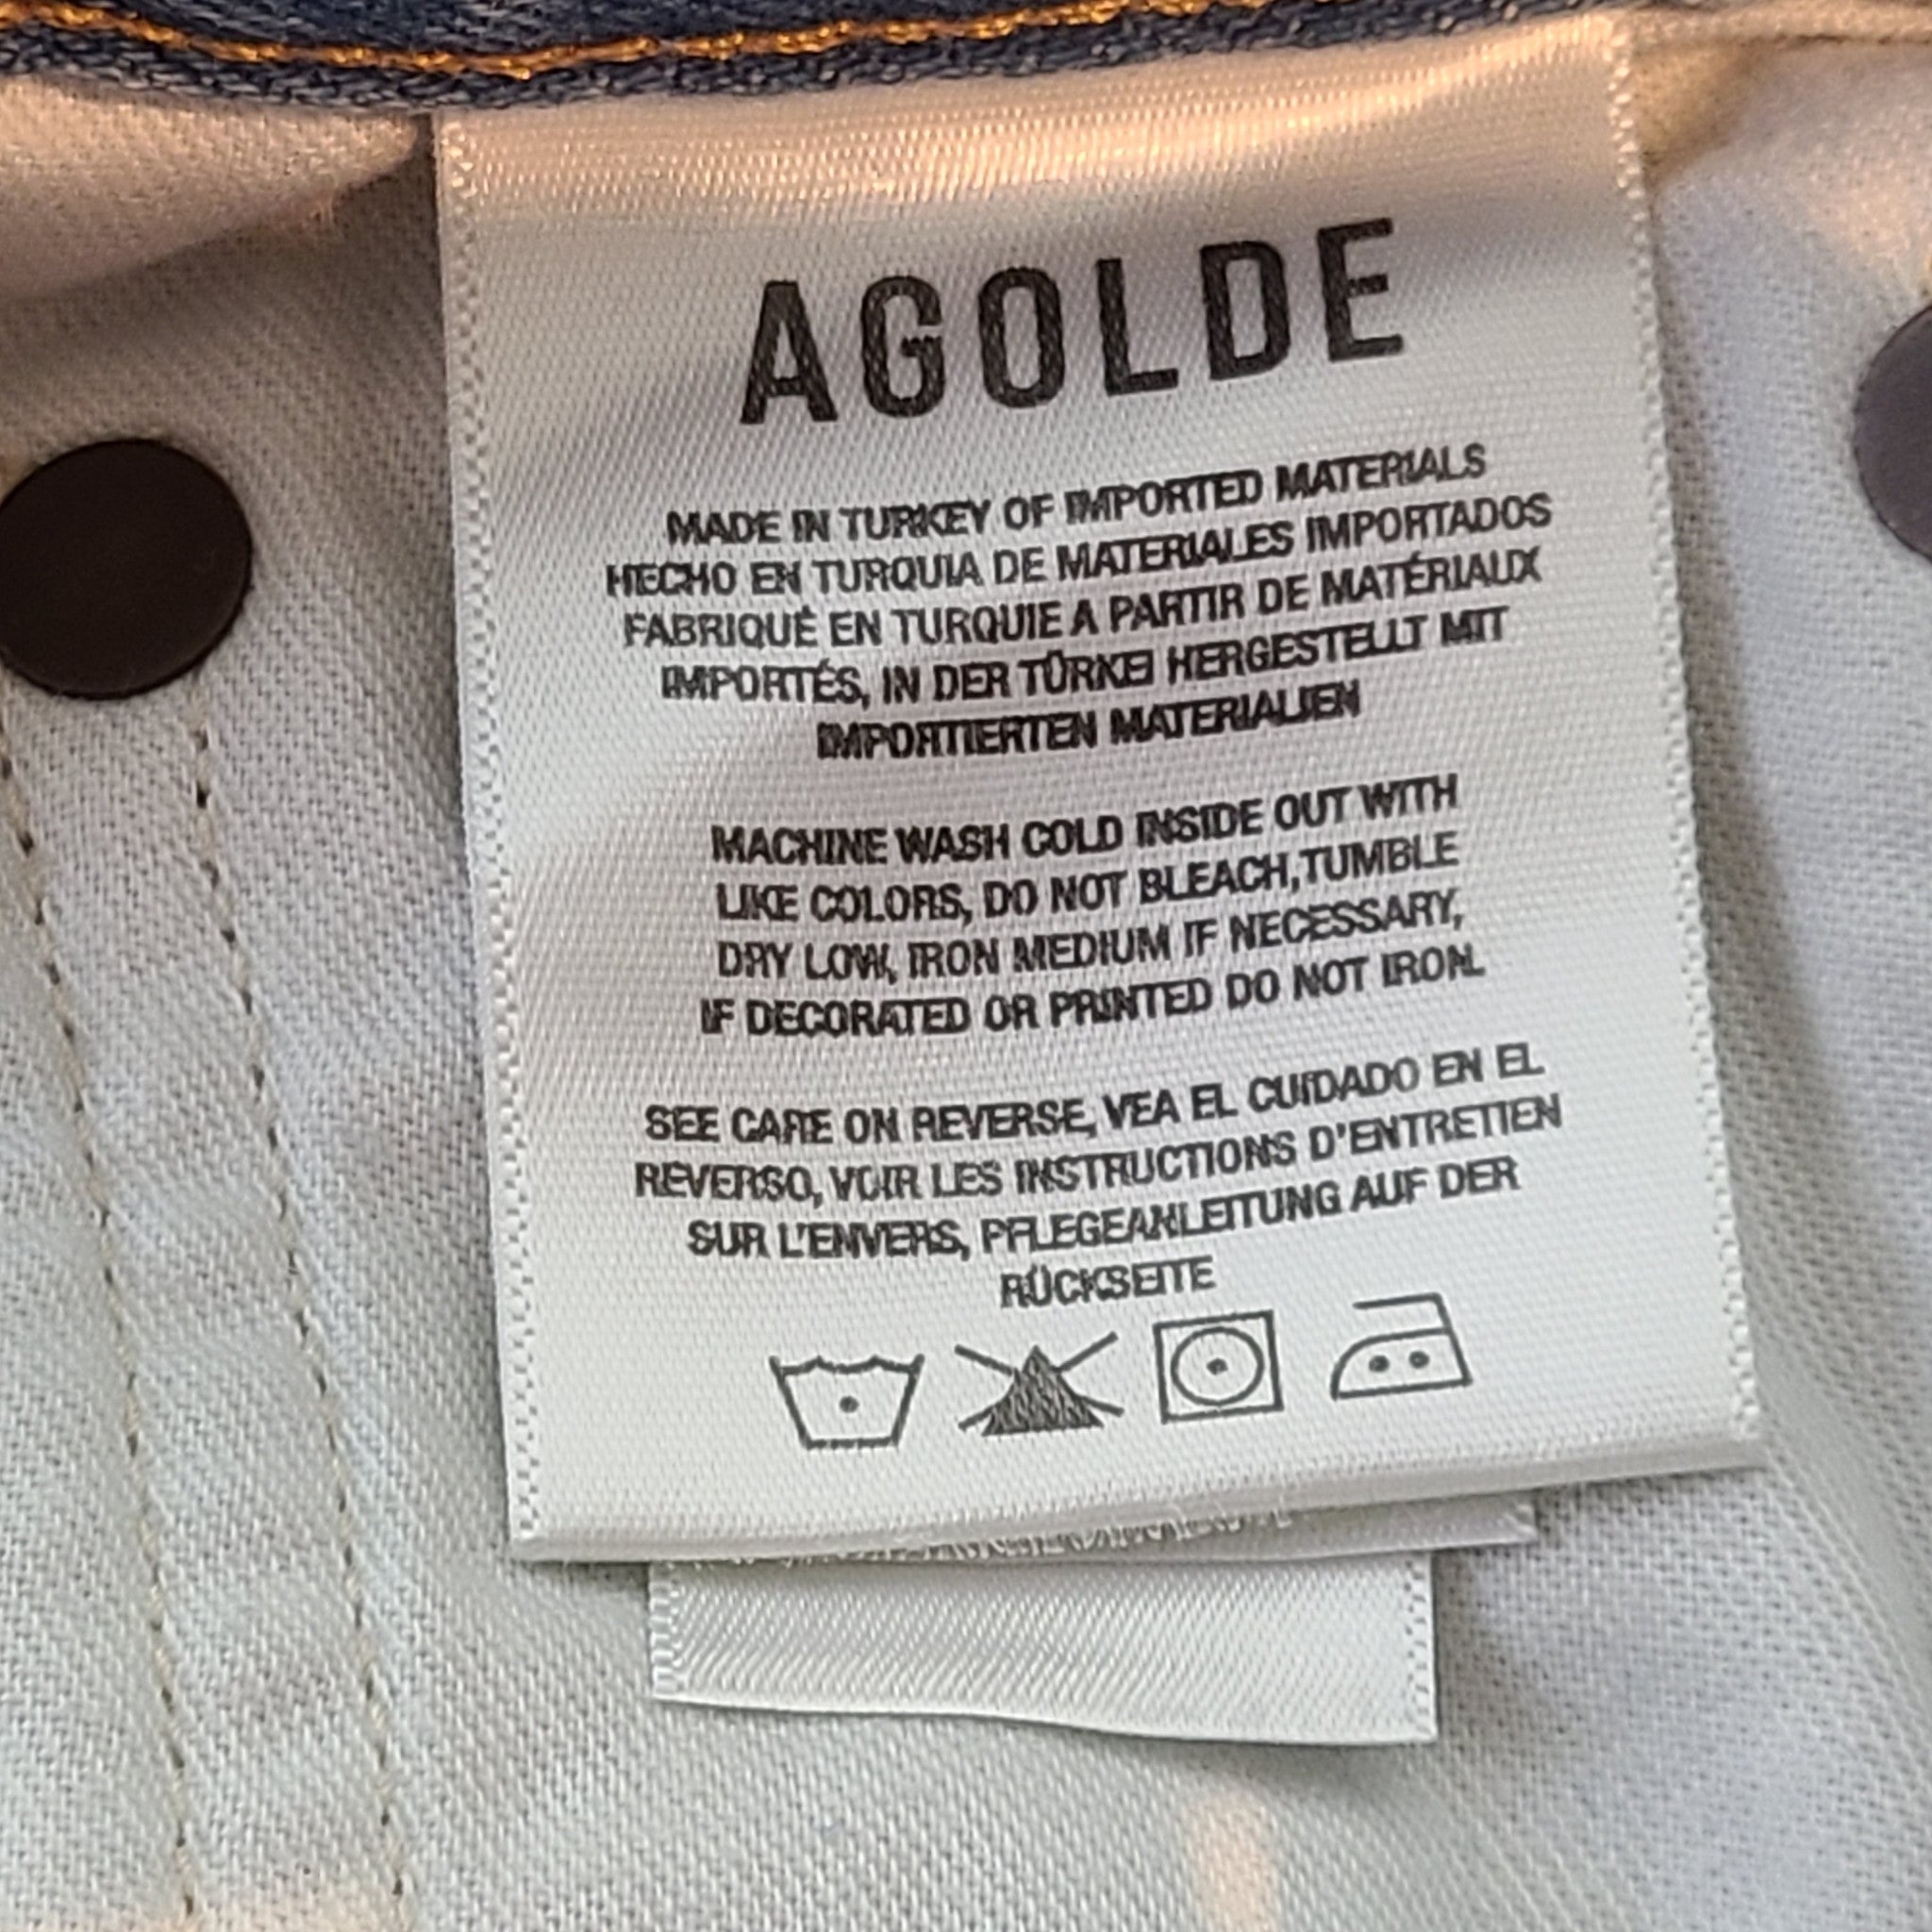 AGOLDE
MADE IN TURKEY OF IMPORTED MATERIALS
HECHO EN TURQUIA DE MATERIALES IMPORTADOS
FABRIQUÉ EN TURQUIE A PARTIR DE MATÉRIAUX
IMPORTÉS, IN DER TÜRKEI HERGESTELLT MIT
IMPORTIERTEN MATERIALIEN
MACHINE WASH COLD INSIDE OUT WITH
LIKE COLORS, DO NOT BLEACH,TUMBLE
DRY LOW, IRON MEDIUM IF NECESSARY,
IF DECORATED OR PRINTED DO NOT IRON.
SEE CARE ON REVERSE, VEA EL CUIDADO EN EL
REVERSO, VOIR LES INSTRUCTIONS D'ENTRETIEN
SUR L'ENVERS, PFLEGEANLEITUNG AUF DER
RÜCKSEITE